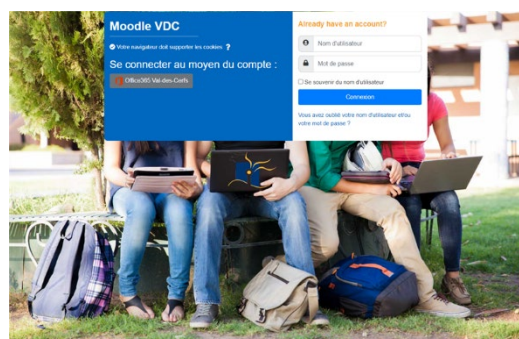 Moodle VDC
Votre navigateur doit supporter les cookies ?
Se connecter au moyen du compte :
Office365 Val-des-Cerfs
Already have an account?
Nom d'utilisateur
Mot de passe
Se souvenir du nom d'utilisateur
Connexion
Vous avez oublié votre nom d'utilisateur et/ou
votre mot de passe ?